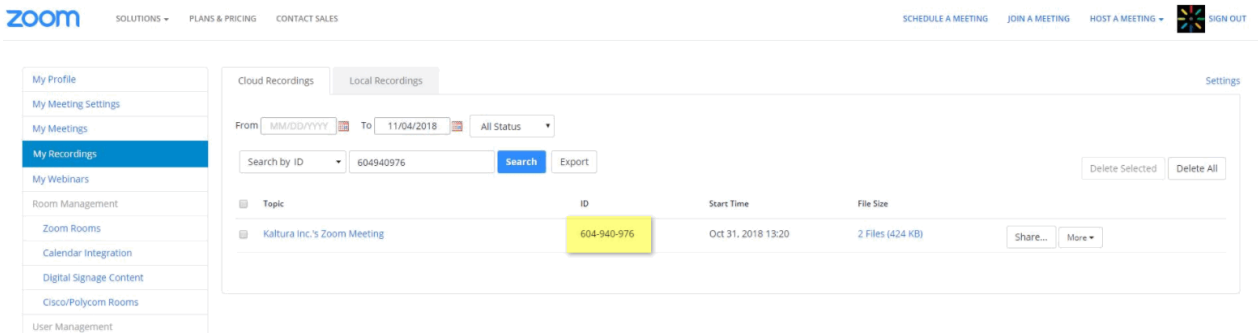 zoom SOLUTIONS PLANS & PRICING CONTACT SALES SCHEDULE A MEETING JOIN A MEETING HOST A MEETING SIGN OUT
My Profile
My Meeting Settings
My Meetings
My Recordings
My Webinars
Room Management
Zoom Rooms
Calendar Integration
Digital Signage Content
Cisco/Polycom Rooms
User Management
Cloud Recordings Local Recordings Settings
From MM/DD/YYYY To 11/04/2018 All Status
Search by ID 604940976 Search Export
Delete Selected Delete All
Topic ID Start Time File Size
Kaltura Inc.'s Zoom Meeting 604-940-976 Oct 31, 2018 13:20 2 Files (424 KB) Share... More